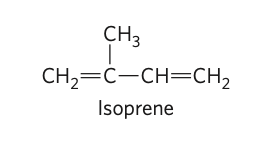 CH₃
CH₂=C—CH=CH₂
Isoprene